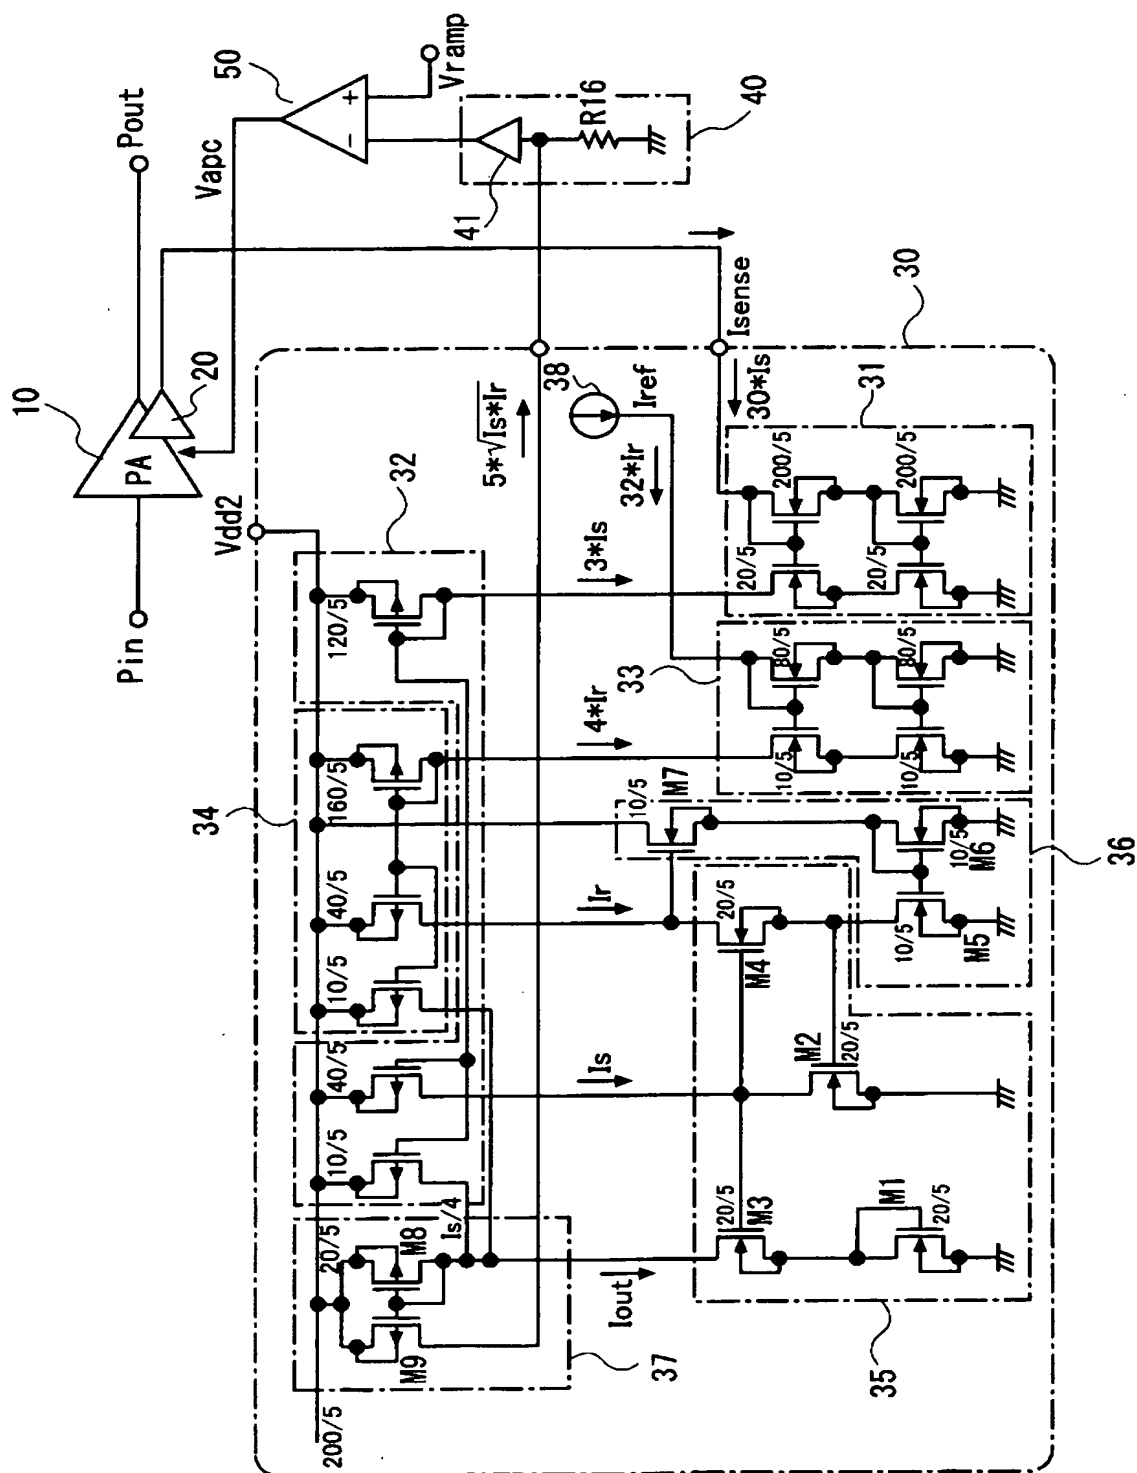 Pin
Pout
10
PA
20
Vapc
50
+
−
Vramp
41
R16
40
Vdd2
32
34
200/5
M9
20/5
M8
37
Is/4
10/5
40/5
10/5
40/5
160/5
120/5
Iout
Is
Ir
4*Ir
3*Is
5*√Is*Ir
38
Iref
32*Ir
Isense
30*Is
30
31
33
35
36
20/5
M3
20/5
M1
M2
20/5
20/5
M4
10/5
M7
10/5
M5
10/5
M6
10/5
80/5
10/5
80/5
20/5
200/5
20/5
200/5